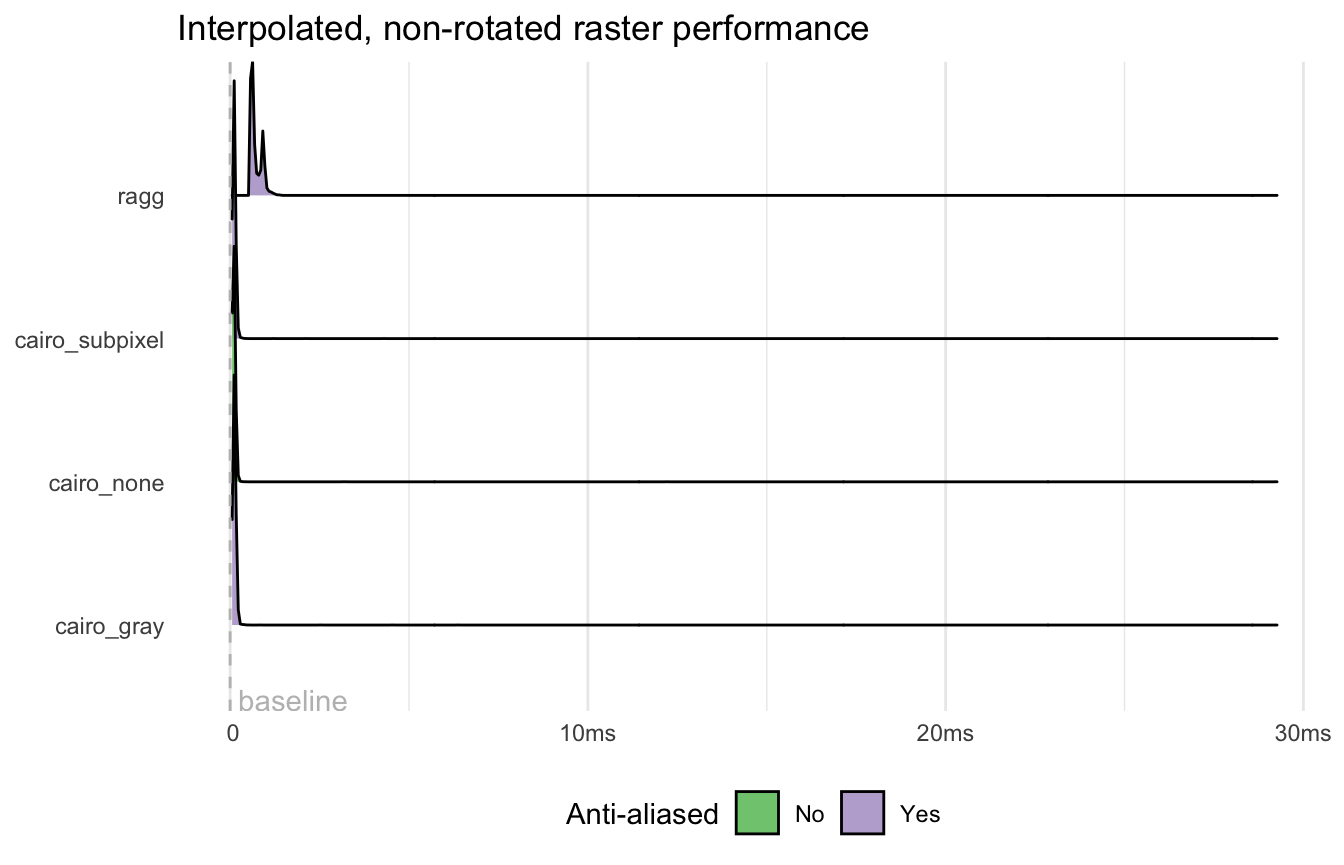 Interpolated, non-rotated raster performance
ragg
cairo_subpixel
cairo_none
cairo_gray
baseline
0 10ms 20ms 30ms
Anti-aliased No Yes